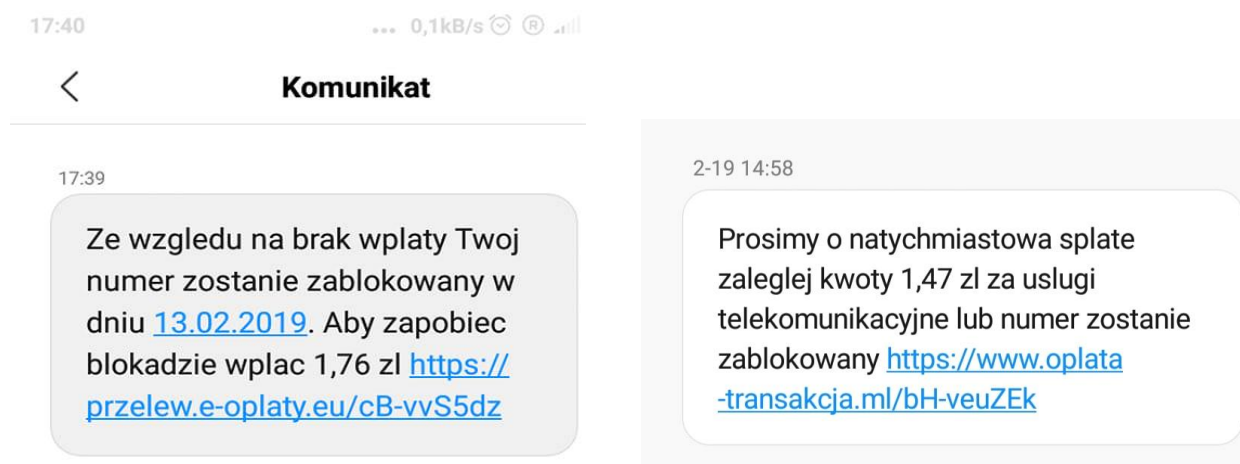 17:40
... 0,1kB/s
Komunikat
17:39
Ze wzgledu na brak wplaty Twoj
numer zostanie zablokowany w
dniu 13.02.2019. Aby zapobiec
blokadzie wplac 1,76 zl https://
przelew.e-oplaty.eu/cB-vvS5dz
2-19 14:58
Prosimy o natychmiastowa splate
zaleglej kwoty 1,47 zl za uslugi
telekomunikacyjne lub numer zostanie
zablokowany https://www.oplata
-transakcja.ml/bH-veuZEk